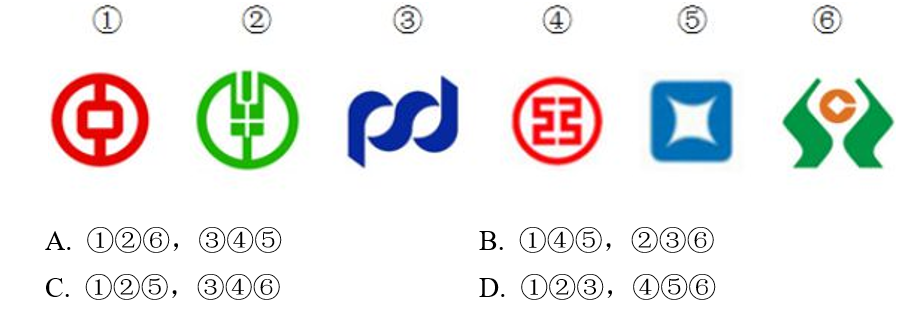 ① ② ③ ④ ⑤ ⑥
A. ①②⑥，③④⑤ B. ①④⑤，②③⑥
C. ①②⑤，③④⑥ D. ①②③，④⑤⑥